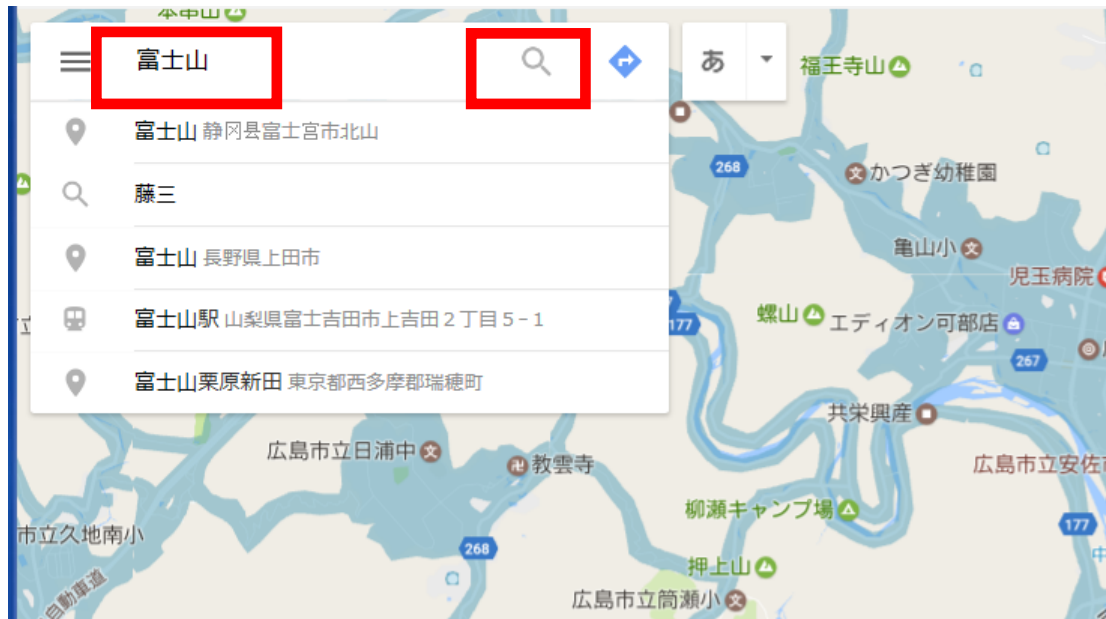 本串山
富士山
あ
福王寺山
富士山 静岡県富士宮市北山
268
かつぎ幼稚園
藤三
亀山小
富士山 長野県上田市
児玉病院
富士山駅 山梨県富士吉田市上吉田2丁目5-1
177
螺山
エディオン可部店
267
富士山栗原新田 東京都西多摩郡瑞穂町
共栄興産
広島市立日浦中
教雲寺
広島市立安佐
柳瀬キャンプ場
177
市立久地南小
268
中
押上山
自動車道
広島市立筒瀬小